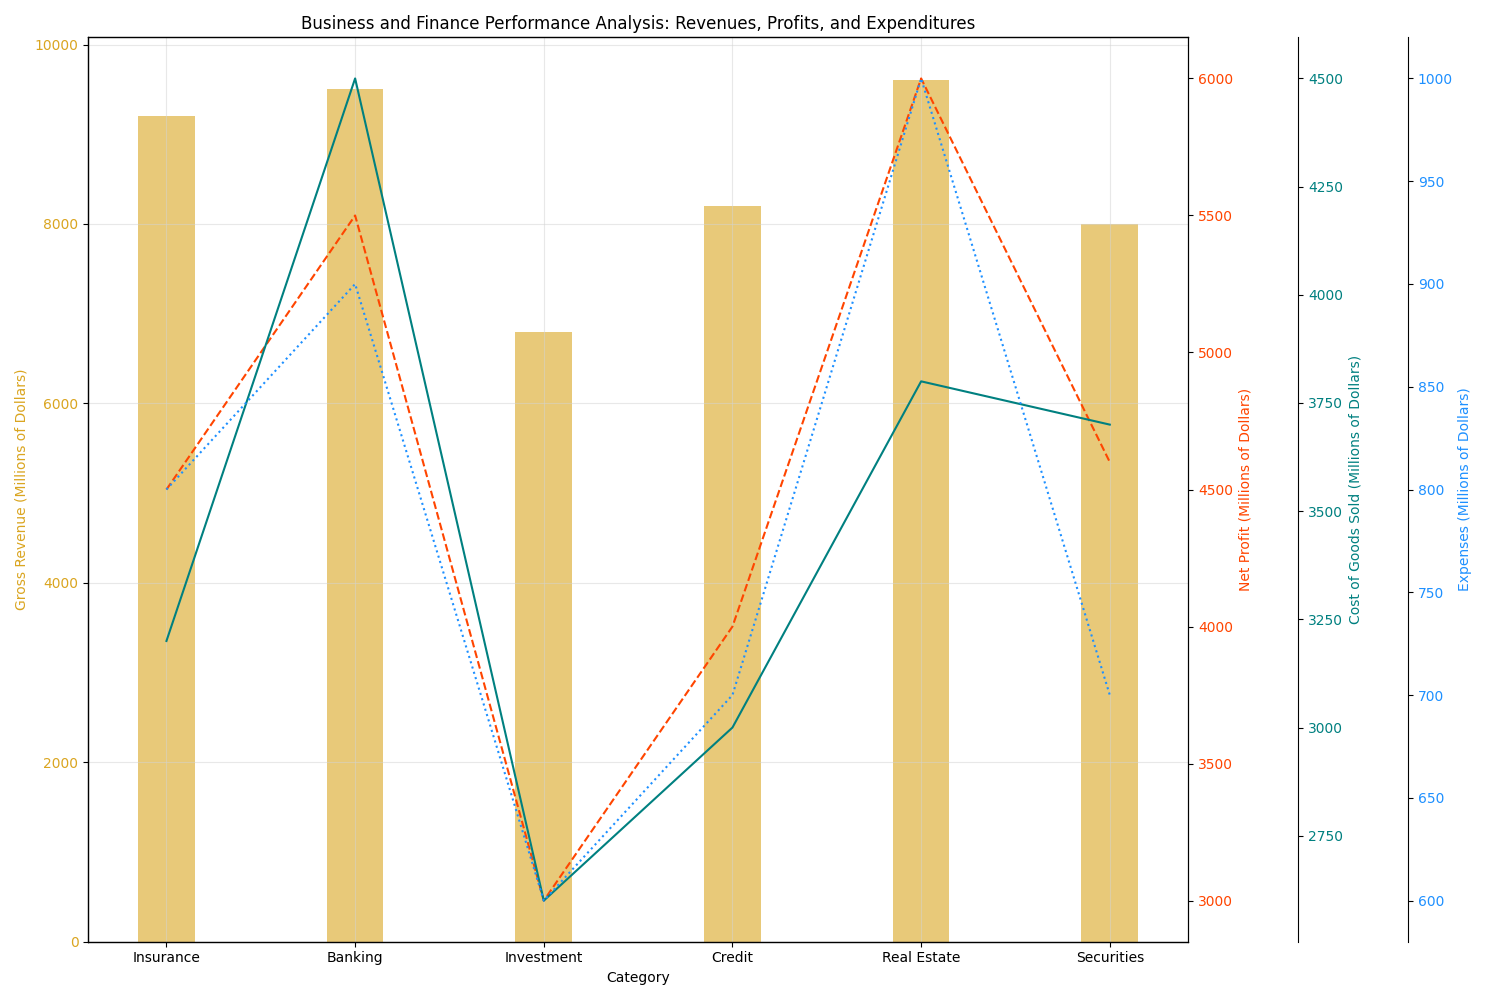 Business and Finance Performance Analysis: Revenues, Profits, and Expenditures
Gross Revenue (Millions of Dollars)
10000
8000
6000
4000
2000
0
Insurance
Banking
Investment
Credit
Real Estate
Securities
Category
6000
5500
5000
4500
4000
3500
3000
Net Profit (Millions of Dollars)
4500
4250
4000
3750
3500
3250
3000
2750
Cost of Goods Sold (Millions of Dollars)
1000
950
900
850
800
750
700
650
600
Expenses (Millions of Dollars)